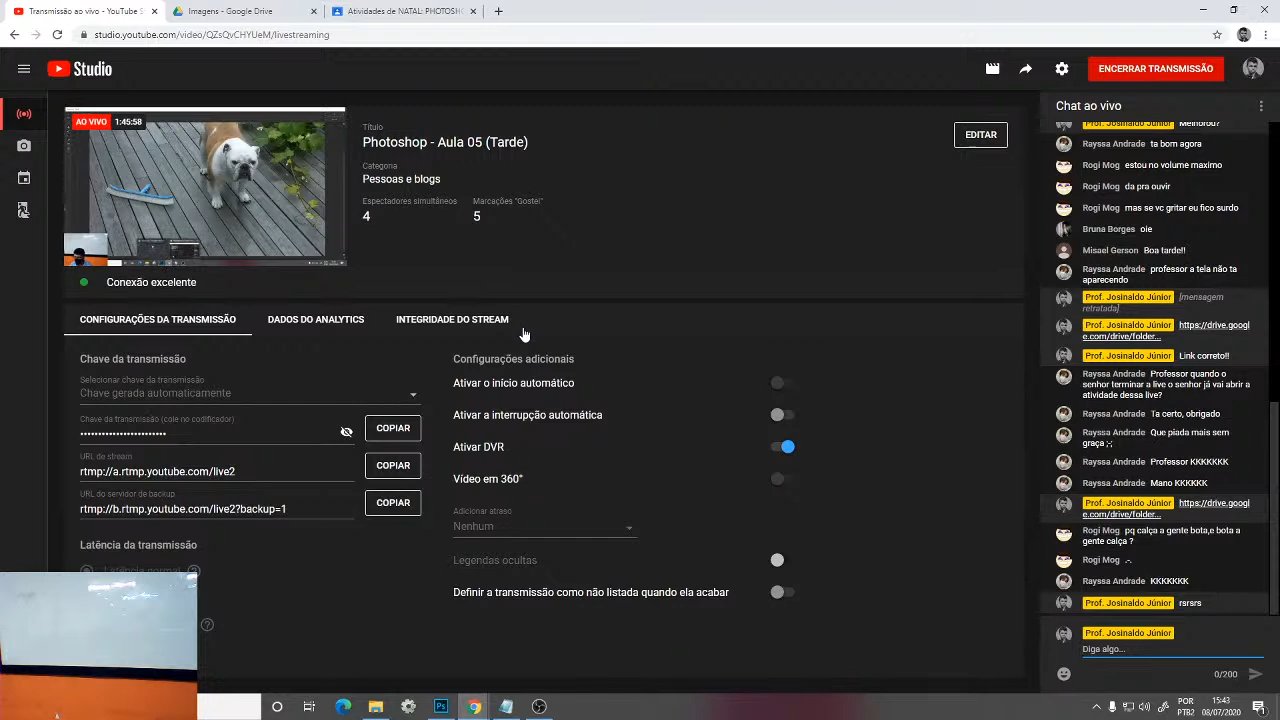 Transmissão ao vivo - YouTube S
Imagens - Google Drive
Atividades de NATAL: PHOTOSH
studio.youtube.com/video/QZsQvCHYUeM/livestreaming
Studio
ENCERRAR TRANSMISSÃO
AO VIVO 1:45:58
Título
Photoshop - Aula 05 (Tarde)
EDITAR
Categoria
Pessoas e blogs
Espectadores simultâneos
Marcações "Gostei"
4
5
Conexão excelente
CONFIGURAÇÕES DA TRANSMISSÃO
DADOS DO ANALYTICS
INTEGRIDADE DO STREAM
Chave da transmissão
Selecionar chave da transmissão
Chave gerada automaticamente
Chave da transmissão (cole no codificador)
••••••••••••••••••••••••
COPIAR
URL do stream
rtmp://a.rtmp.youtube.com/live2
COPIAR
URL do servidor de backup
rtmp://b.rtmp.youtube.com/live2?backup=1
COPIAR
Latência da transmissão
Latência normal
Configurações adicionais
Ativar o início automático
Ativar a interrupção automática
Ativar DVR
Vídeo em 360°
Adicionar atraso
Nenhum
Legendas ocultas
Definir a transmissão como não listada quando ela acabar
Chat ao vivo
Prof. Josinaldo Júnior Melhorou?
Rayssa Andrade ta bom agora
Rogi Mog estou no volume maximo
Rogi Mog da pra ouvir
Rogi Mog mas se vc gritar eu fico surdo
Bruna Borges oie
Misael Gerson Boa tarde!!
Rayssa Andrade professor a tela não ta
aparecendo
Prof. Josinaldo Júnior [mensagem
retratada]
Prof. Josinaldo Júnior https://drive.googl
e.com/drive/folder...
Prof. Josinaldo Júnior Link correto!!
Rayssa Andrade Professor quando o
senhor terminar a live o senhor já vai abrir a
atividade dessa live?
Rayssa Andrade Ta certo, obrigado
Rayssa Andrade Que piada mais sem
graça ;-;
Rayssa Andrade Professor KKKKKKK
Rayssa Andrade Mano KKKKKK
Prof. Josinaldo Júnior https://drive.googl
e.com/drive/folder...
Rogi Mog pq calça a gente bota,e bota a
gente calça ?
Rogi Mog .-.
Rayssa Andrade KKKKKKK
Prof. Josinaldo Júnior rsrsrs
Prof. Josinaldo Júnior
Diga algo...
0/200
POR
PTB2
15:43
08/07/2020